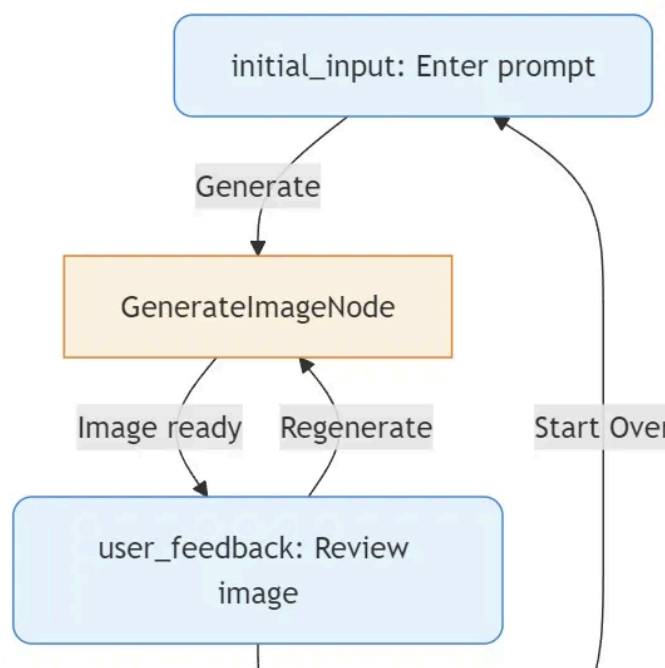 initial_input: Enter prompt
Generate
GenerateImageNode
Image ready
Regenerate
Start Over
user_feedback: Review
image